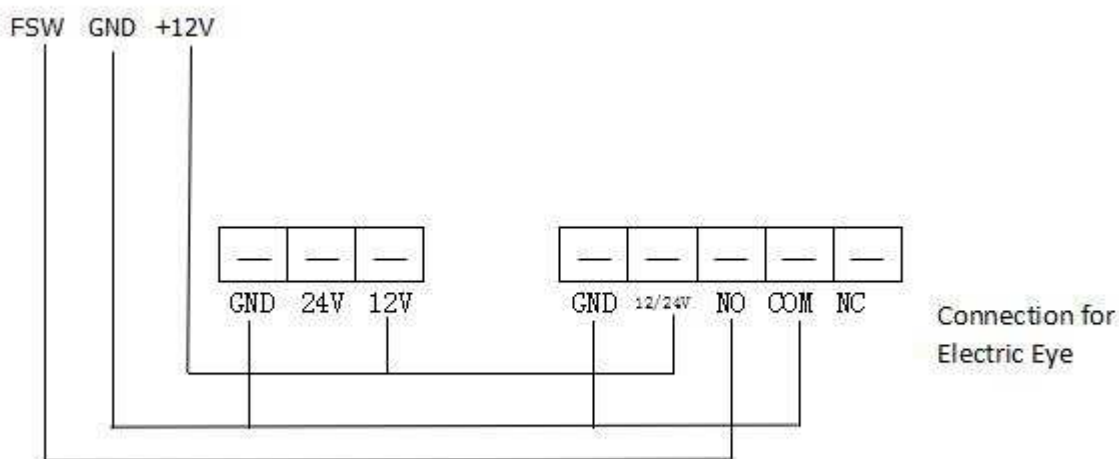 FSW GND +12V
GND 24V 12V
GND 12/24V NO COM NC
Connection for
Electric Eye